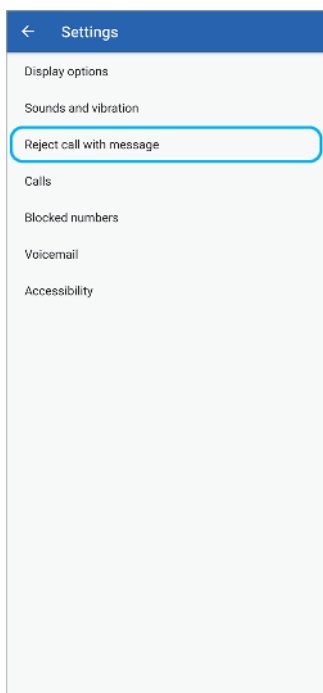 Settings
Display options
Sounds and vibration
Reject call with message
Calls
Blocked numbers
Voicemail
Accessibility